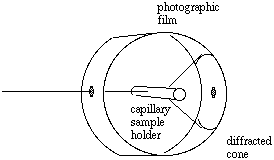 photographic
film
capillary
sample
holder
diffracted
cone